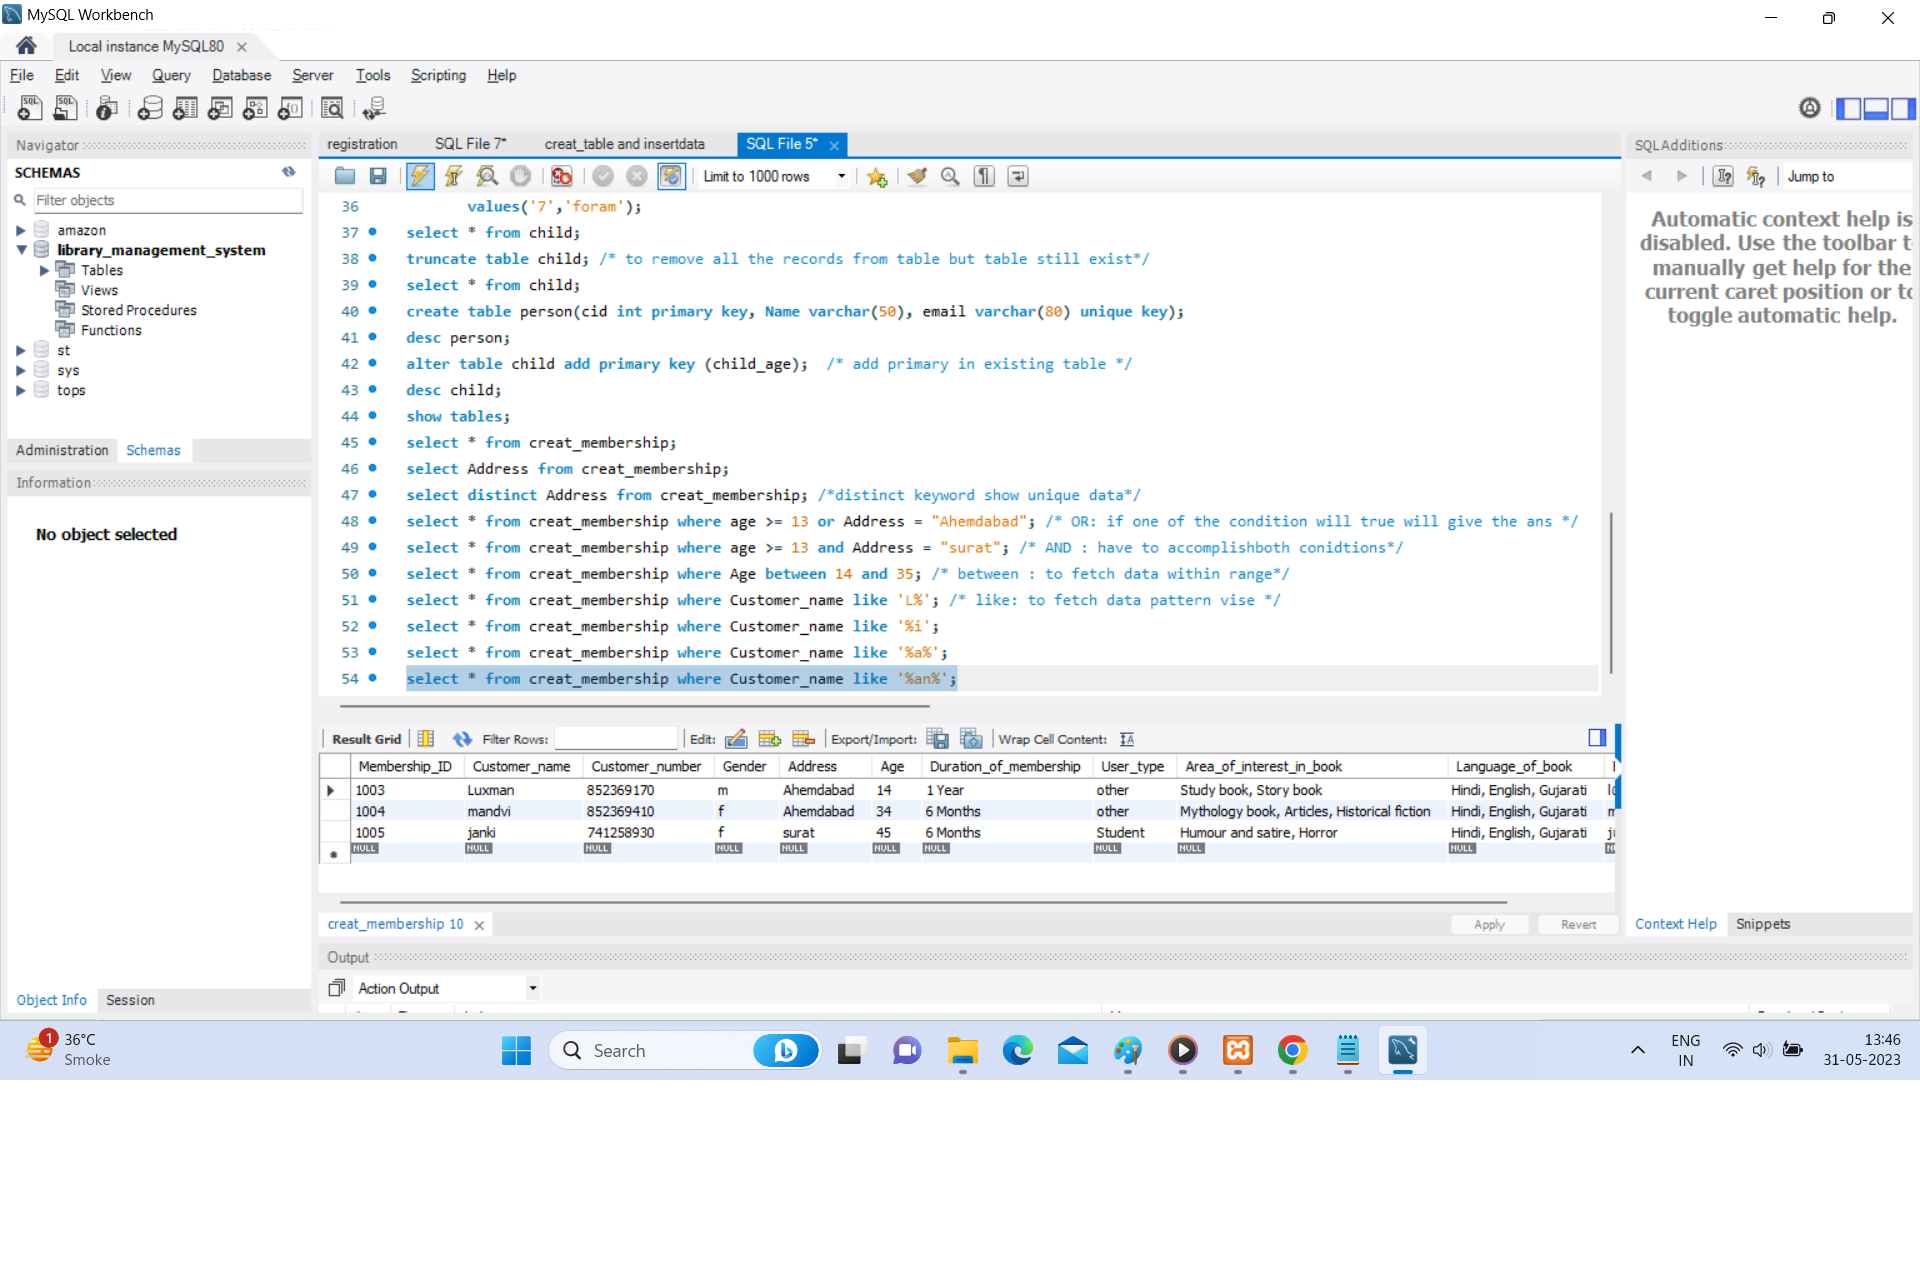 MySQL Workbench
Local instance MySQL80
File Edit View Query Database Server Tools Scripting Help
Navigator
SCHEMAS
Filter objects
amazon
library_management_system
Tables
Views
Stored Procedures
Functions
st
sys
tops
Administration Schemas
Information
No object selected
Object Info Session
registration SQL File 7* creat_table and insertdata SQL File 5*
Limit to 1000 rows
36 values('7','foram');
37 select * from child;
38 truncate table child; /* to remove all the records from table but table still exist*/
39 select * from child;
40 create table person(cid int primary key, Name varchar(50), email varchar(80) unique key);
41 desc person;
42 alter table child add primary key (child_age); /* add primary in existing table */
43 desc child;
44 show tables;
45 select * from creat_membership;
46 select Address from creat_membership;
47 select distinct Address from creat_membership; /*distinct keyword show unique data*/
48 select * from creat_membership where age >= 13 or Address = "Ahemdabad"; /* OR: if one of the condition will true will give the ans */
49 select * from creat_membership where age >= 13 and Address = "surat"; /* AND : have to accomplishboth conidtions*/
50 select * from creat_membership where Age between 14 and 35; /* between : to fetch data within range*/
51 select * from creat_membership where Customer_name like 'L%'; /* like: to fetch data pattern vise */
52 select * from creat_membership where Customer_name like '%i';
53 select * from creat_membership where Customer_name like '%a%';
54 select * from creat_membership where Customer_name like '%an%';
Result Grid Filter Rows: Edit: Export/Import: Wrap Cell Content:
Membership_ID Customer_name Customer_number Gender Address Age Duration_of_membership User_type Area_of_interest_in_book Language_of_book
1003 Luxman 852369170 m Ahemdabad 14 1 Year other Study book, Story book Hindi, English, Gujarati
1004 mandvi 852369410 f Ahemdabad 34 6 Months other Mythology book, Articles, Historical fiction Hindi, English, Gujarati
1005 janki 741258930 f surat 45 6 Months Student Humour and satire, Horror Hindi, English, Gujarati
NULL NULL NULL NULL NULL NULL NULL NULL NULL NULL
creat_membership 10
Apply Revert
Output
Action Output
SQLAdditions
Jump to
Automatic context help is
disabled. Use the toolbar
manually get help for the
current caret position or
toggle automatic help.
Context Help Snippets
1
36°C
Smoke
Search
ENG
IN
13:46
31-05-2023